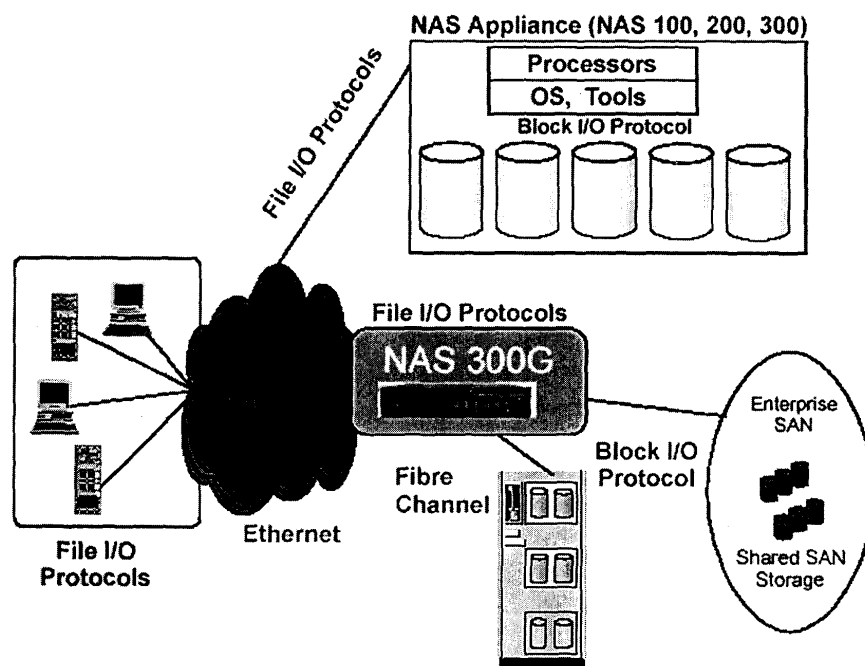 NAS Appliance (NAS 100, 200, 300)
Processors
OS, Tools
Block I/O Protocol
File I/O Protocols
File I/O Protocols
NAS 300G
Enterprise
SAN
Shared SAN
Storage
Block I/O
Protocol
Fibre
Channel
Ethernet
File I/O
Protocols